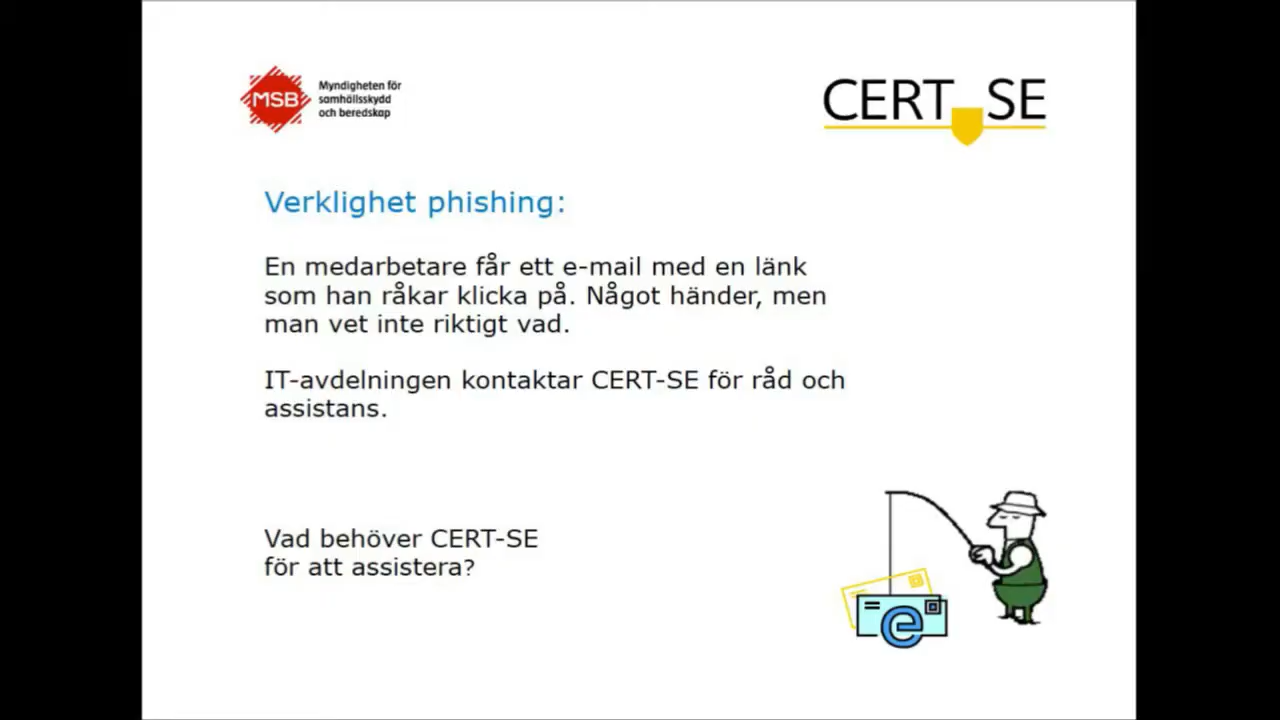 MSB
Myndigheten för
samhällsskydd
och beredskap
CERT SE
Verklighet phishing:
En medarbetare får ett e-mail med en länk
som han råkar klicka på. Något händer, men
man vet inte riktigt vad.
IT-avdelningen kontaktar CERT-SE för råd och
assistans.
Vad behöver CERT-SE
för att assistera?
e